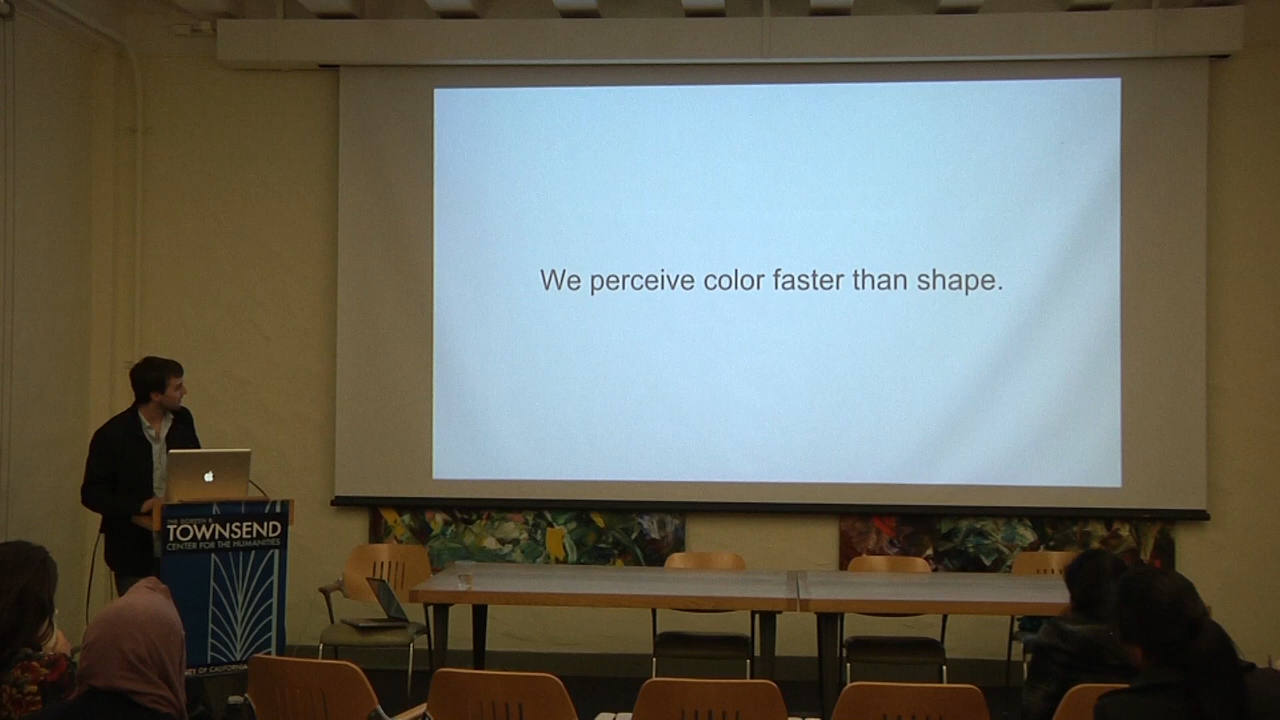 We perceive color faster than shape.
TOWNSEND
CENTER FOR THE HUMANITIES